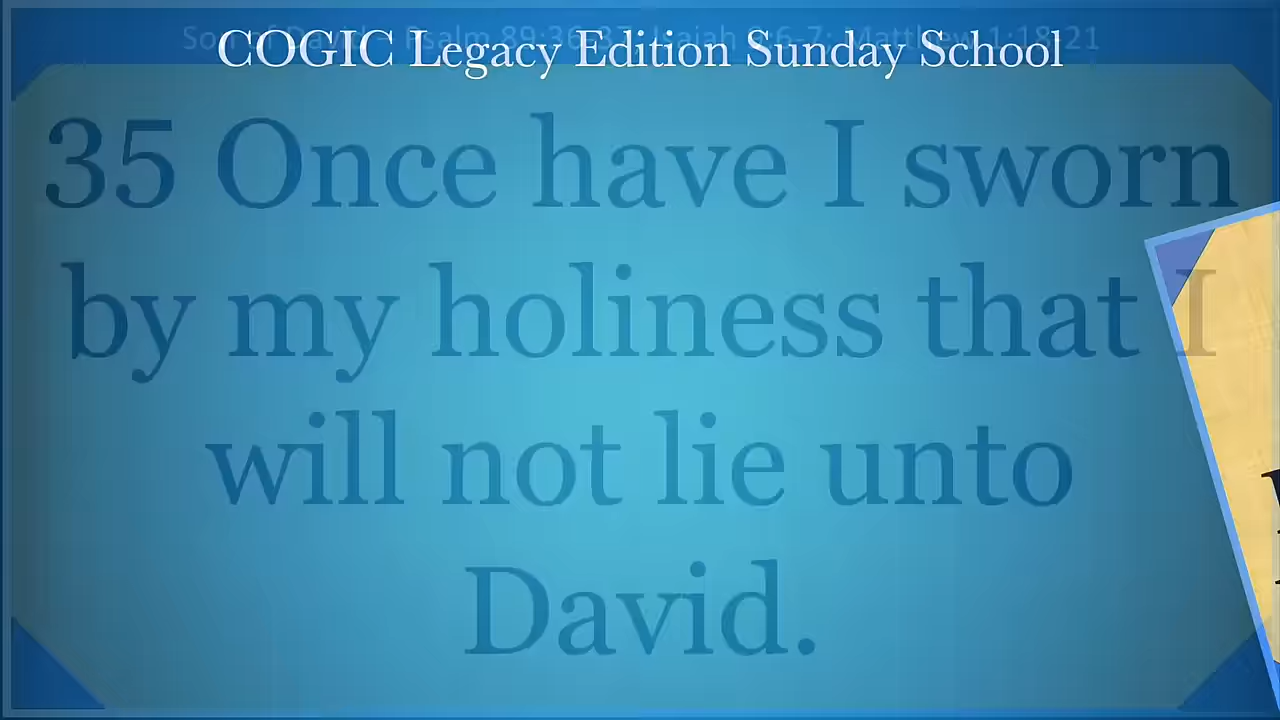 COGIC Legacy Edition Sunday School
35 Once have I sworn
by my holiness that I
will not lie unto
David.